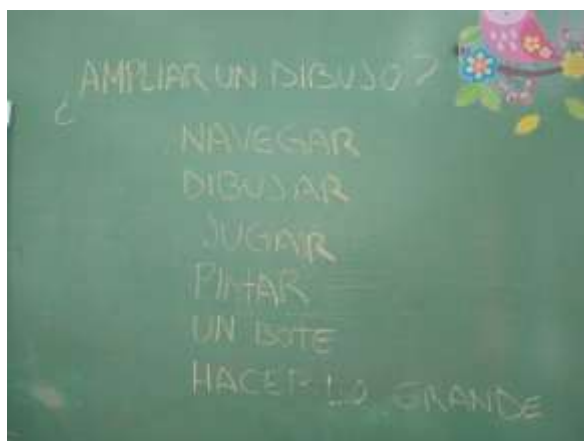 ¿AMPLIAR UN DIBUJO?
NAVEGAR
DIBUJAR
JUGAR
PINTAR
UN BOTE
HACERLO GRANDE